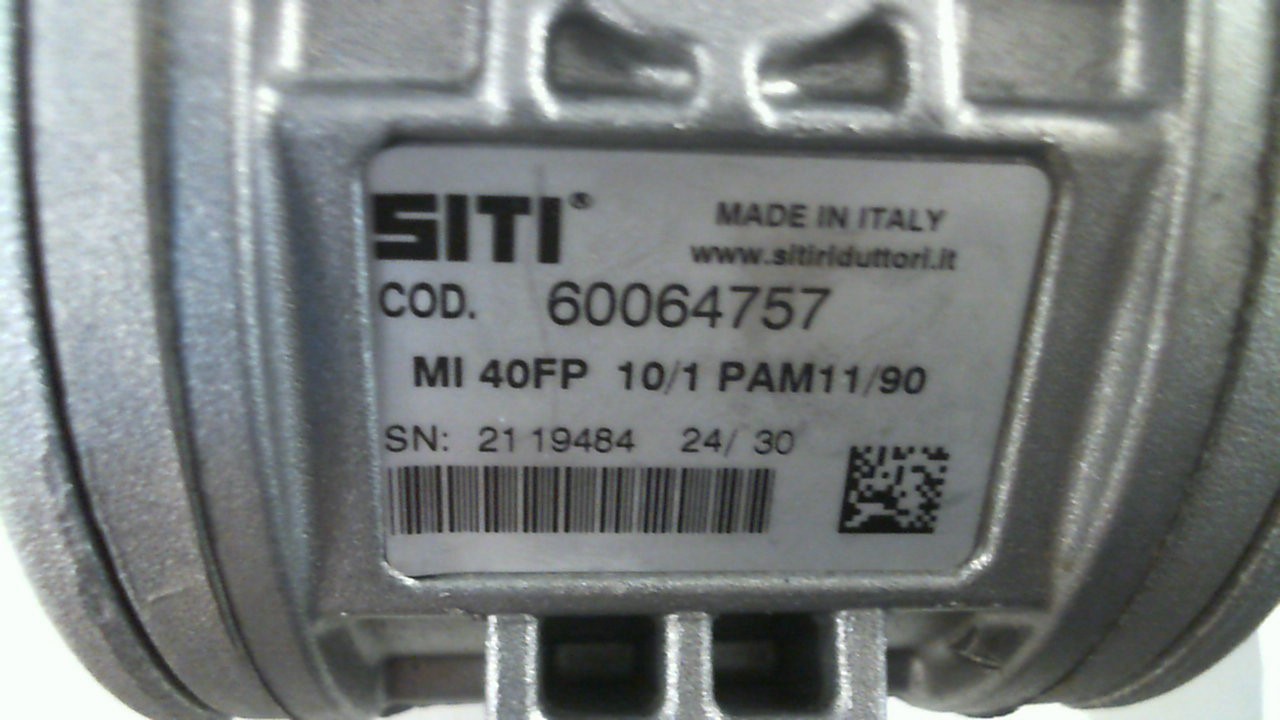 SITI® MADE IN ITALY
www.sitiriduttori.it
COD. 60064757
MI 40FP 10/1 PAM11/90
SN: 21 19484 24/ 30